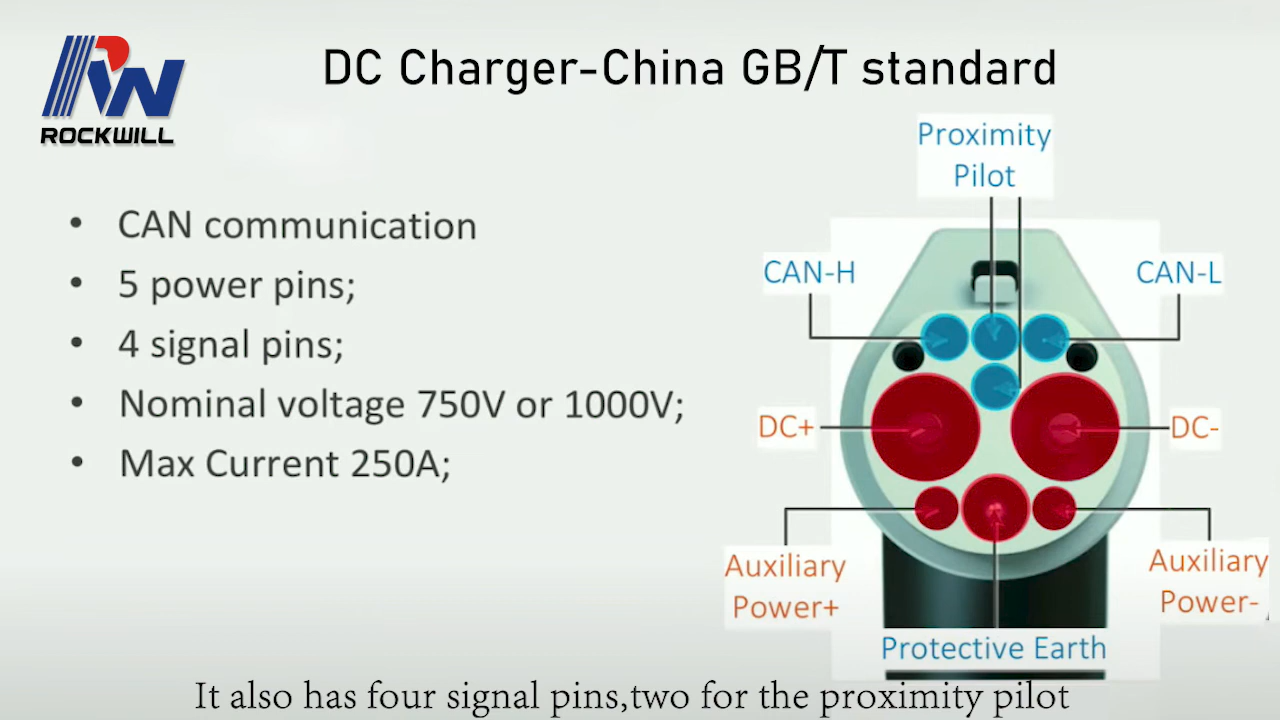 ROCKWILL
DC Charger-China GB/T standard
• CAN communication
• 5 power pins;
• 4 signal pins;
• Nominal voltage 750V or 1000V;
• Max Current 250A;
Proximity
Pilot
CAN-H
CAN-L
DC+
DC-
Auxiliary
Power+
Auxiliary
Power-
Protective Earth
It also has four signal pins,two for the proximity pilot